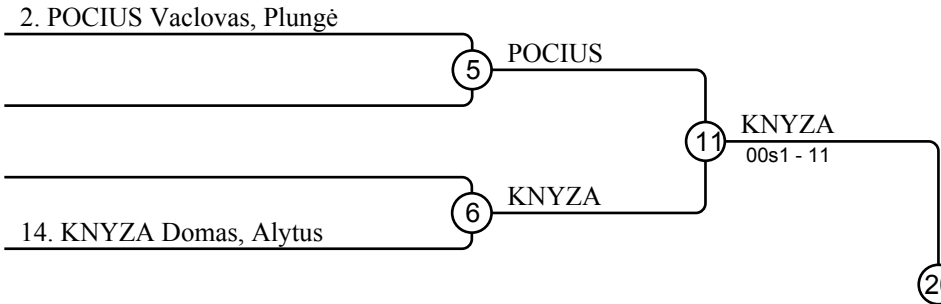 2. POCIUS Vaclovas, Plungė
5
POCIUS
11
KNYZA
00s1 - 11
6
KNYZA
14. KNYZA Domas, Alytus